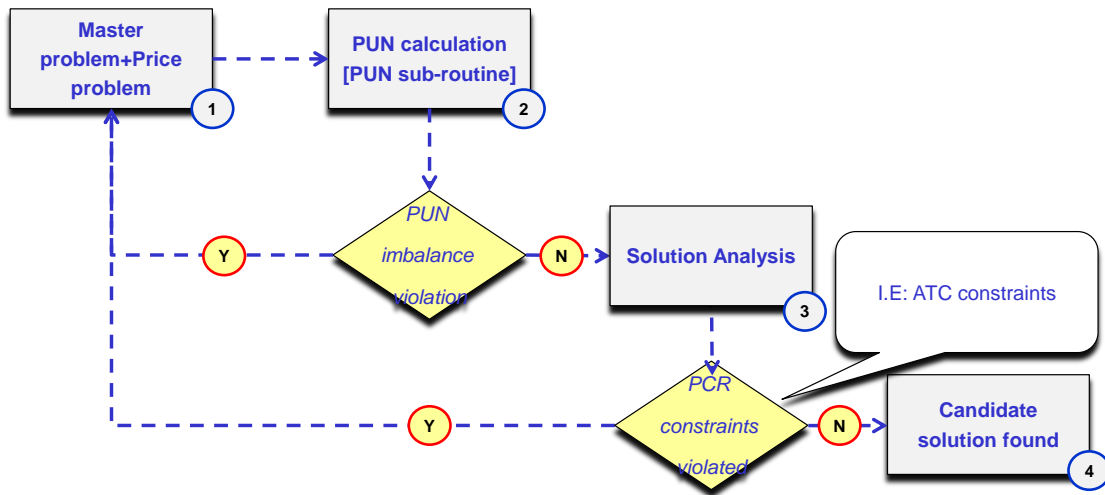 Master
problem+Price
problem
1
PUN calculation
[PUN sub-routine]
2
PUN
imbalance
violation
Y
N
Solution Analysis
3
I.E: ATC constraints
PCR
constraints
violated
Y
N
Candidate
solution found
4